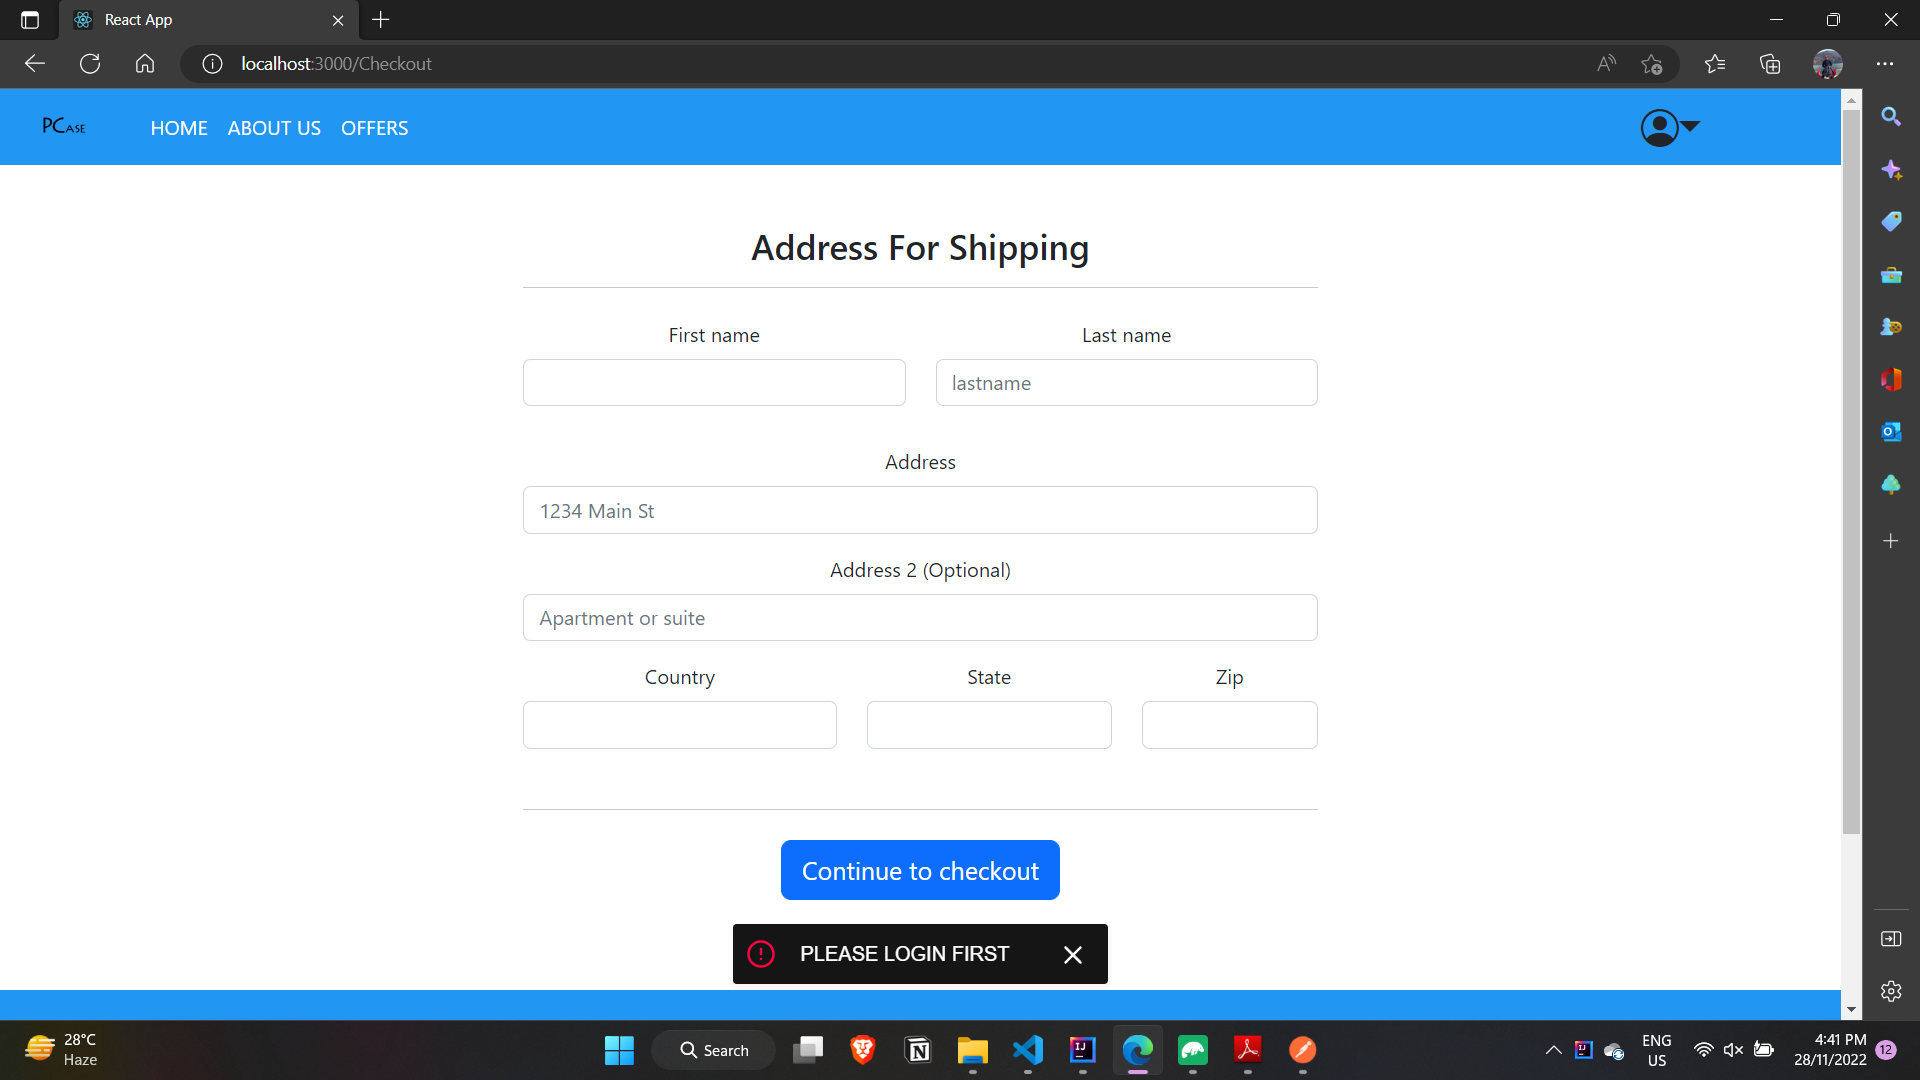 React App
localhost:3000/Checkout
PCASE
HOME ABOUT US OFFERS
Address For Shipping
First name
Last name
lastname
Address
1234 Main St
Address 2 (Optional)
Apartment or suite
Country
State
Zip
Continue to checkout
PLEASE LOGIN FIRST
28°C
Haze
Search
ENG
US
4:41 PM
28/11/2022
12